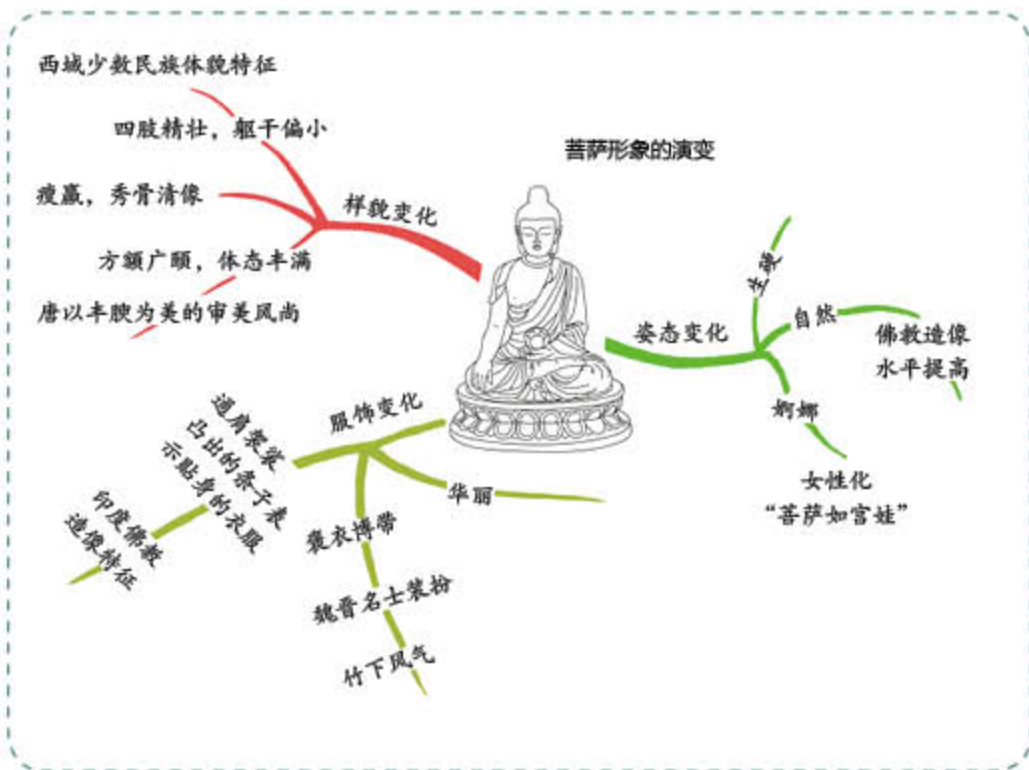 菩萨形象的演变
西域少数民族体貌特征
四肢精壮，躯干偏小
瘦羸，秀骨清像
样貌变化
方额广颐，体态丰满
唐以丰腴为美的审美风尚
姿态变化
生硬
自然
佛教造像
水平提高
婀娜
女性化
“菩萨如宫娃”
服饰变化
通肩袈裟
凸出的条子表
示贴身的衣服
印度佛教
造像特征
褒衣博带
魏晋名士装扮
竹下风气
华丽